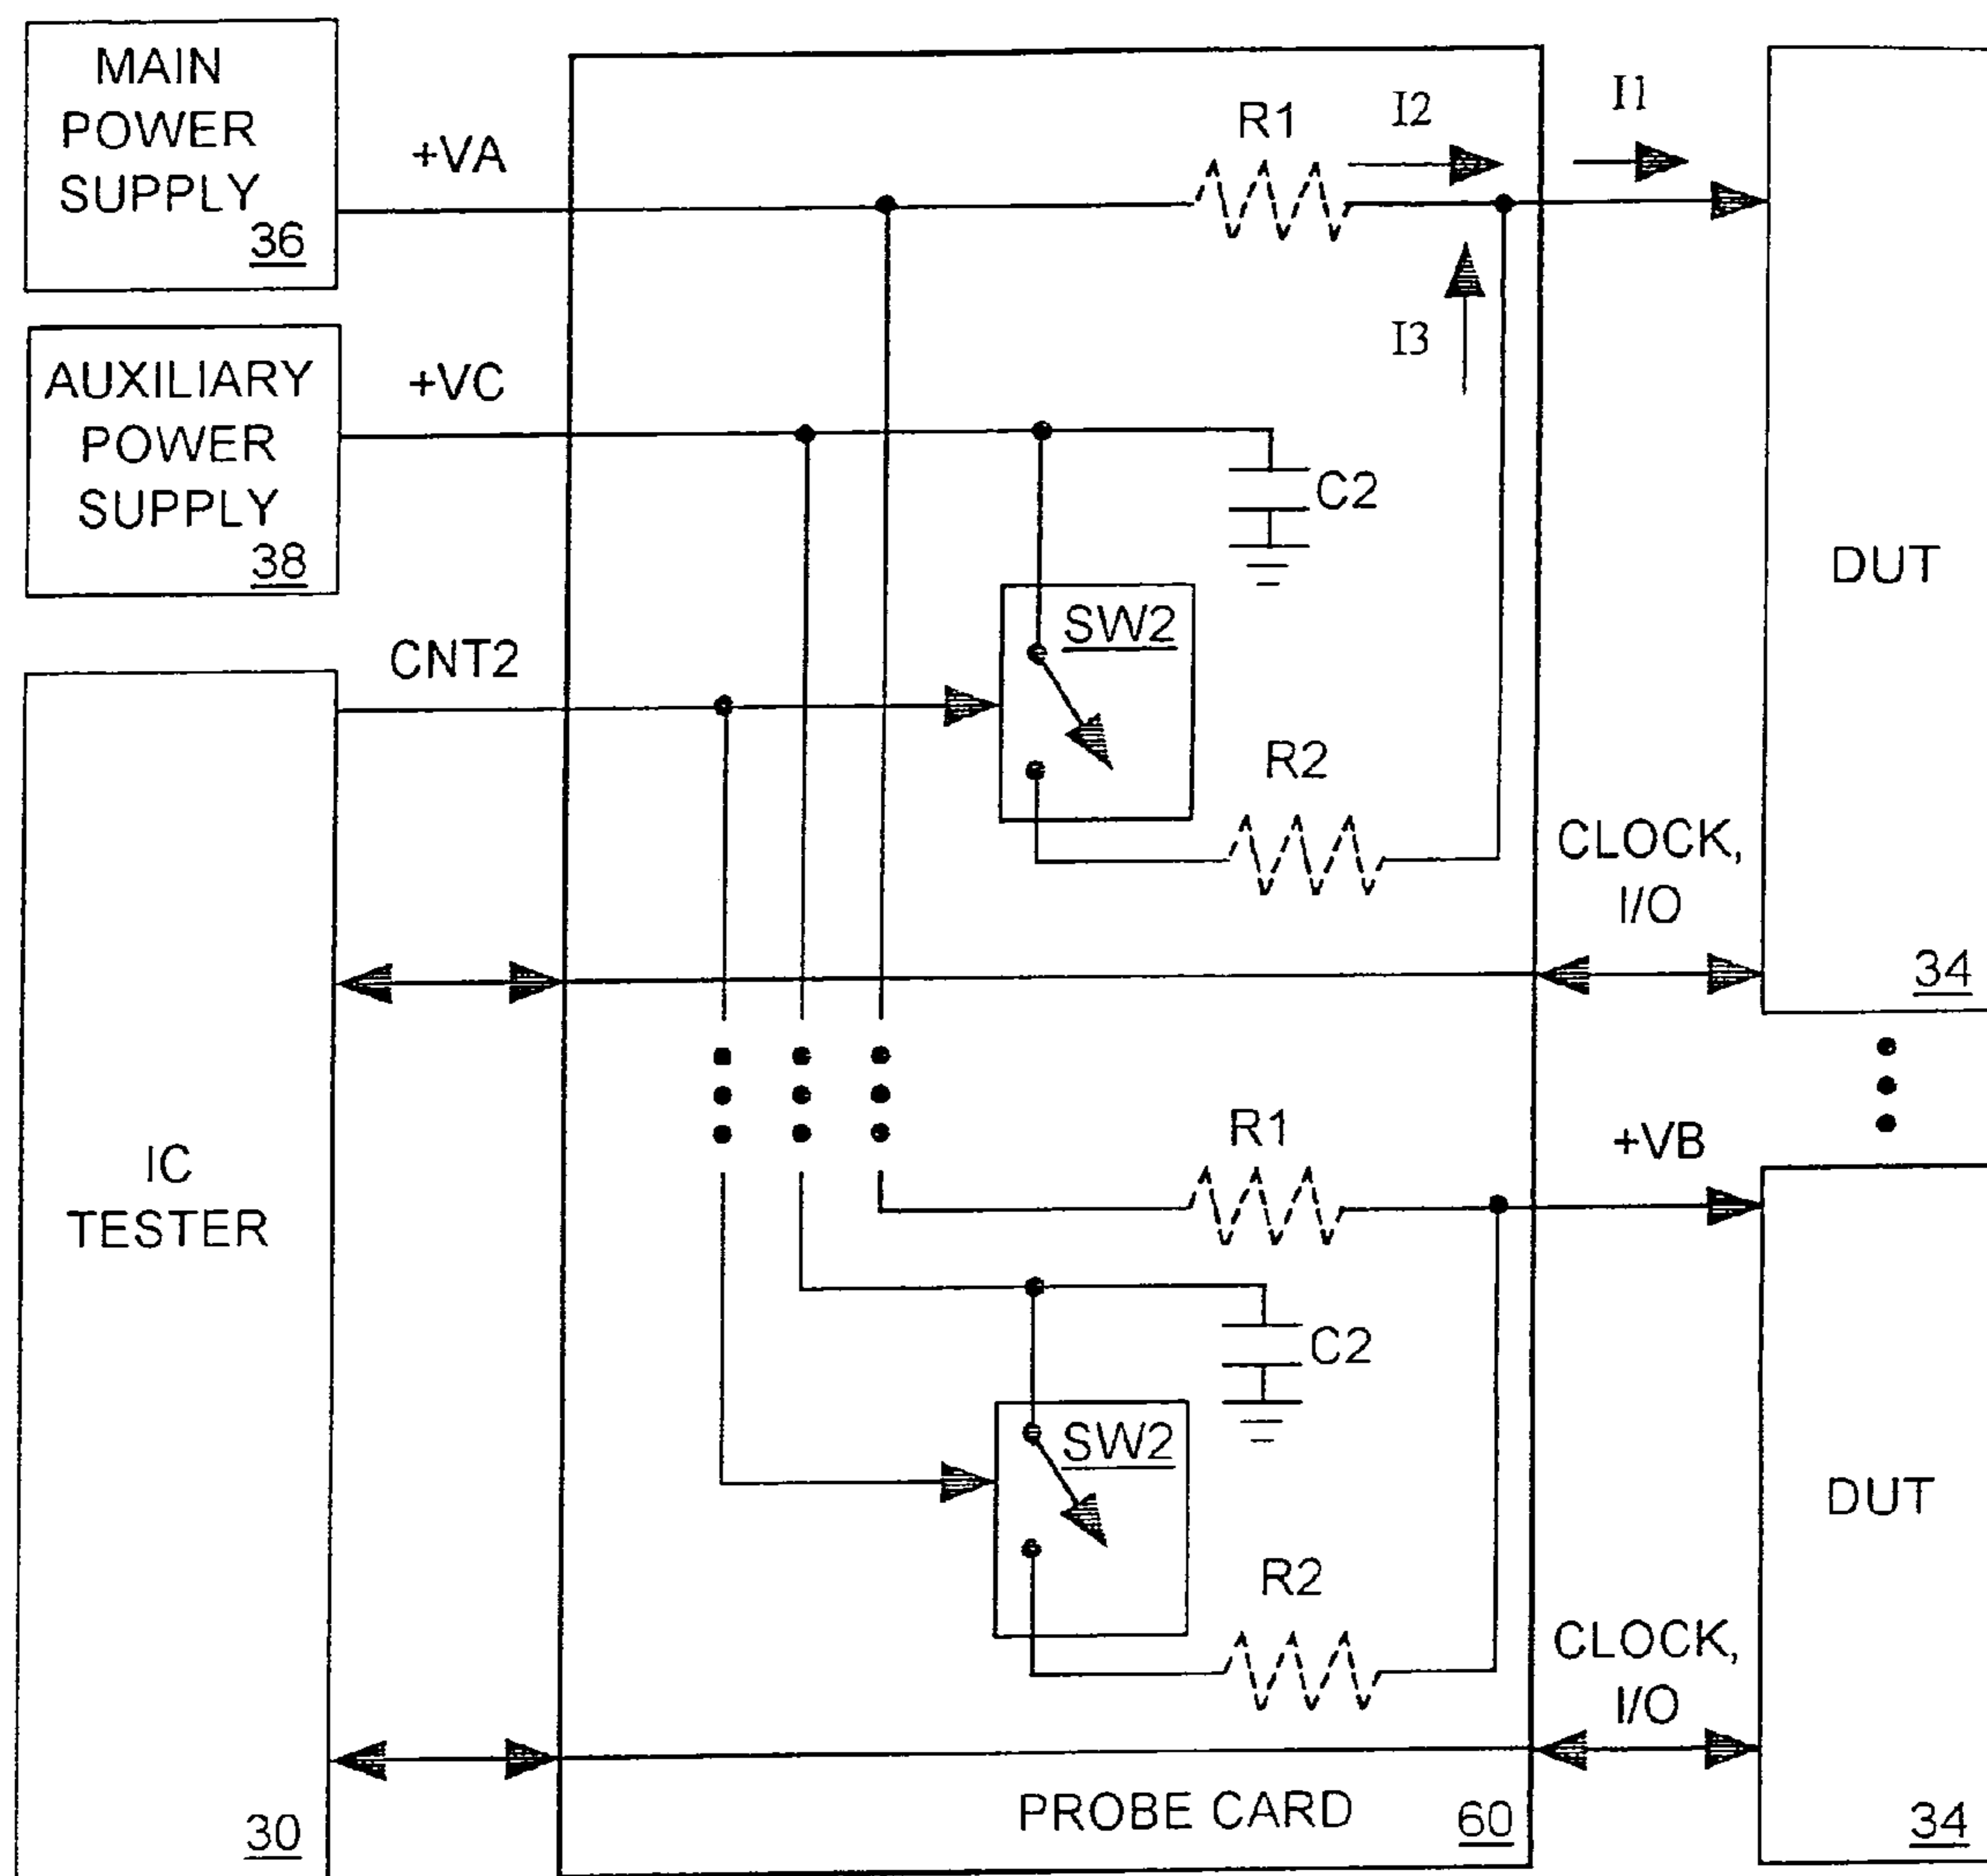 MAIN
POWER
SUPPLY
36
+VA
R1
I2
I1
AUXILIARY
POWER
SUPPLY
38
+VC
I3
C2
DUT
34
CNT2
SW2
R2
CLOCK,
I/O
IC
TESTER
30
R1
+VB
C2
SW2
R2
DUT
34
CLOCK,
I/O
PROBE CARD
60